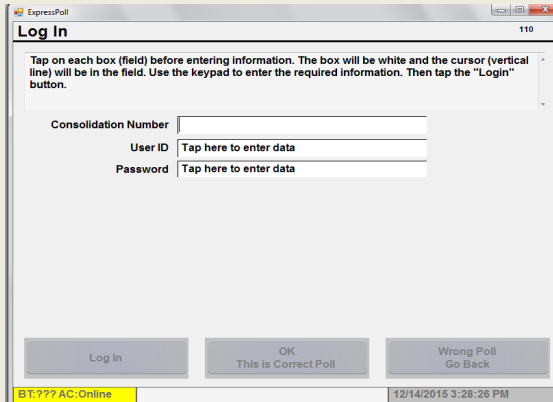 ExpressPoll
Log In 110
Tap on each box (field) before entering information. The box will be white and the cursor (vertical
line) will be in the field. Use the keypad to enter the required information. Then tap the "Login"
button.
Consolidation Number
User ID Tap here to enter data
Password Tap here to enter data
Log In
OK
This is Correct Poll
Wrong Poll
Go Back
BT:??? AC:Online 12/14/2015 3:28:26 PM